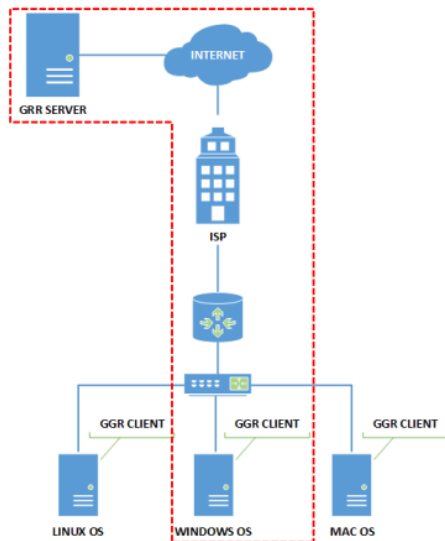 INTERNET
GRR SERVER
ISP
GGR CLIENT
GGR CLIENT
GGR CLIENT
LINUX OS
WINDOWS OS
MAC OS